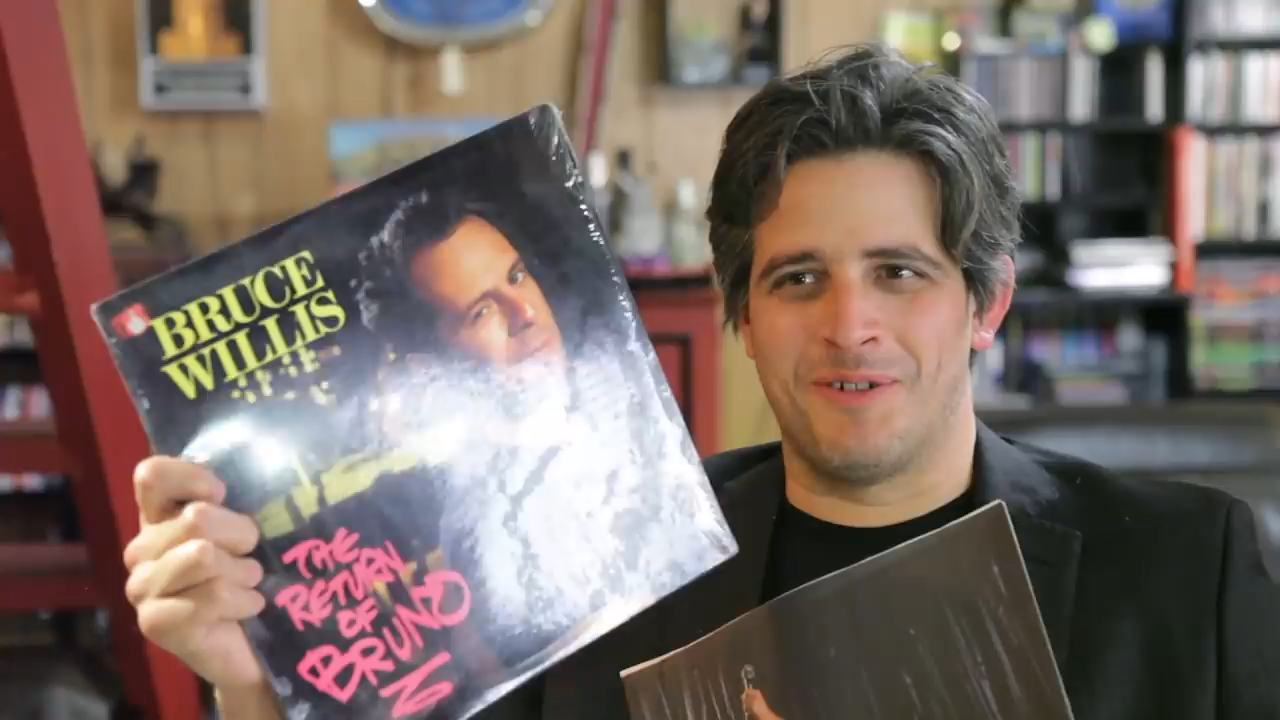 BRUCE
WILLIS
THE
RETURN
OF
BRUNO